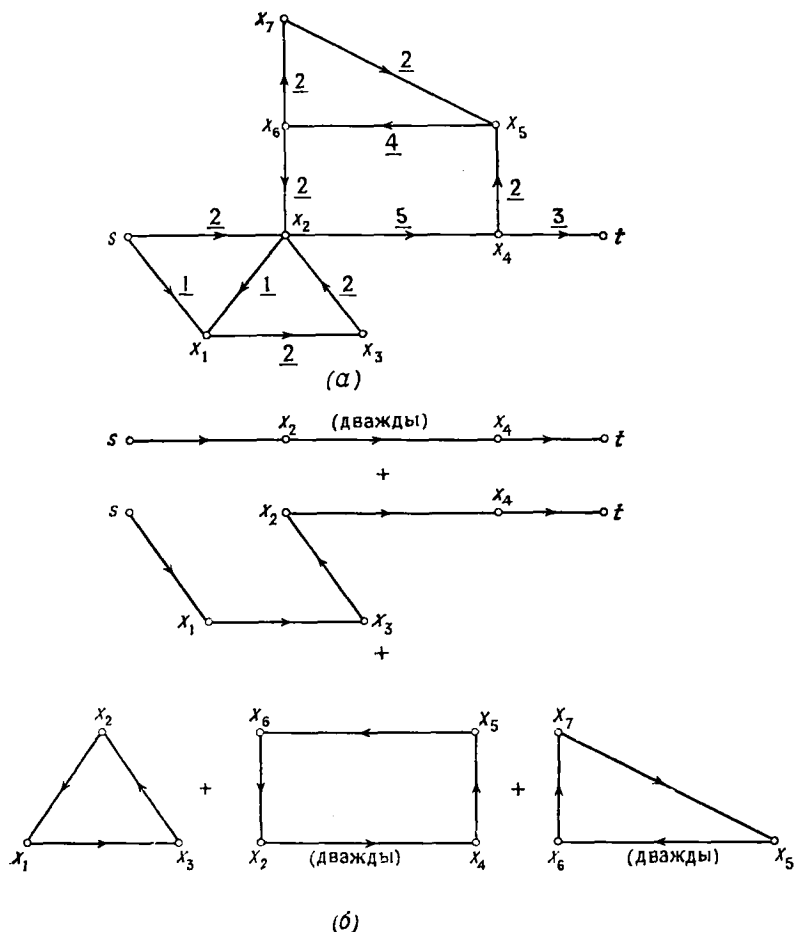 x₇
2
2
x₆ 4 x₅
2 2
s 2 x₂ 5 x₄ 3 t
1 1 2
x₁ 2 x₃
(а)
s x₂ (дважды) x₄ t
+
s x₂ x₄ t
x₁ x₃
+
x₂ x₆ x₅ x₇
+ +
x₁ x₃ x₂ (дважды) x₄ x₆ (дважды) x₅
(б)